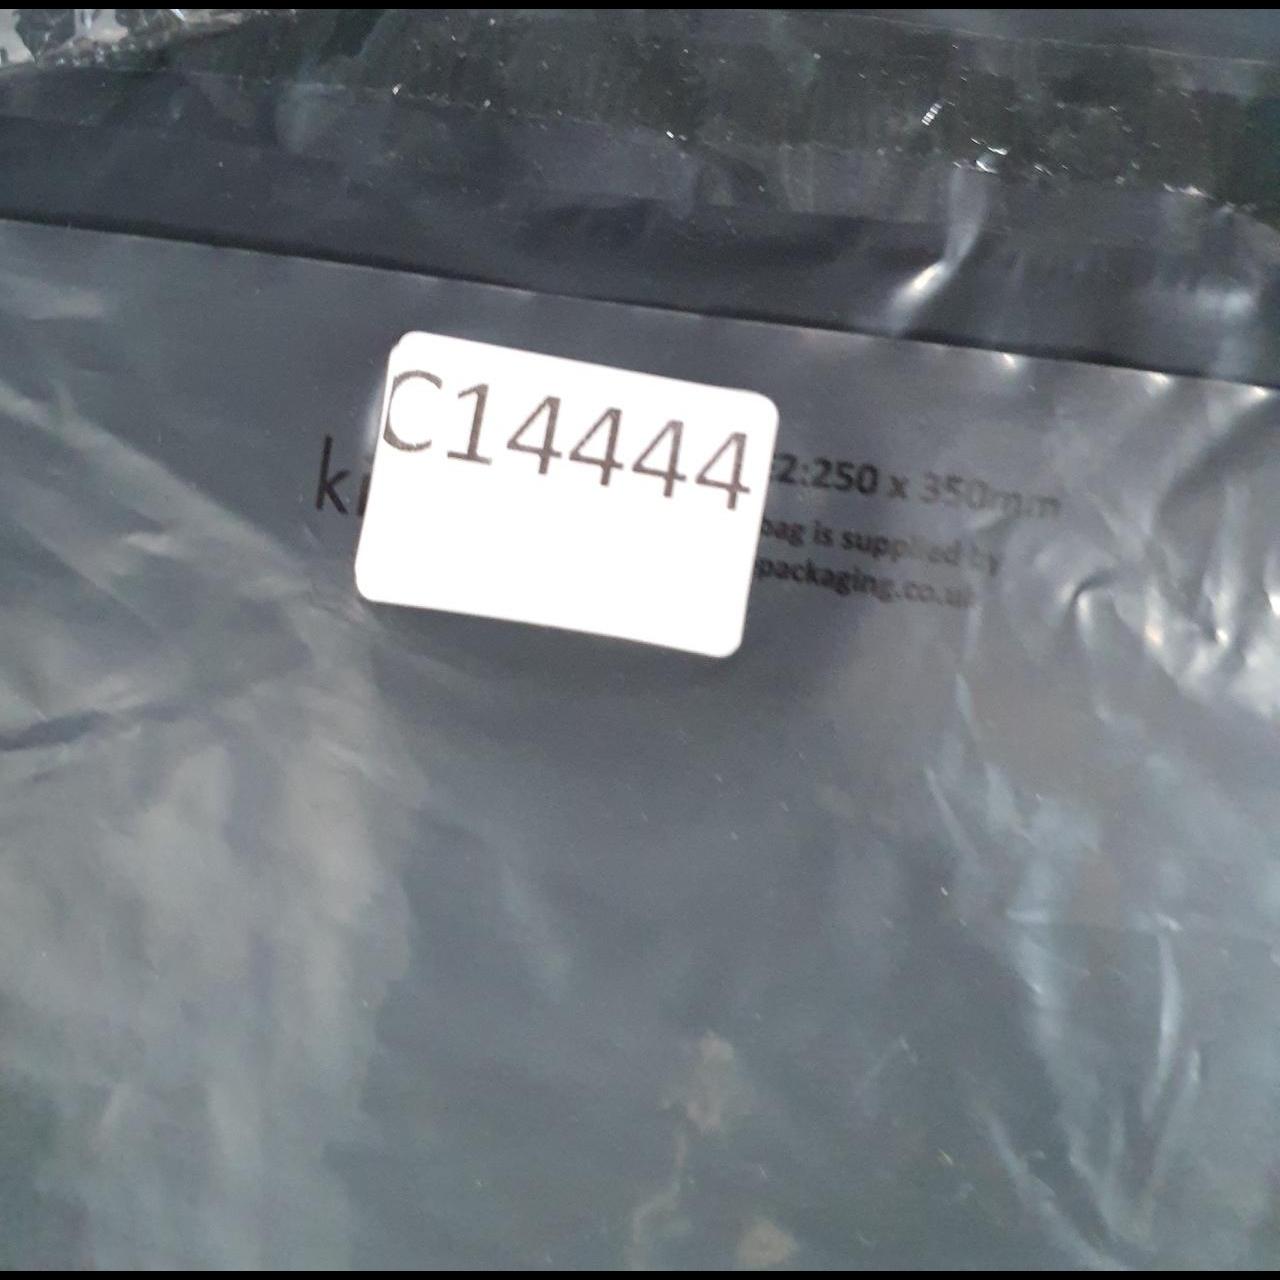 C14444
2:250 x 350mm
bag is supplied by
packaging.co.uk